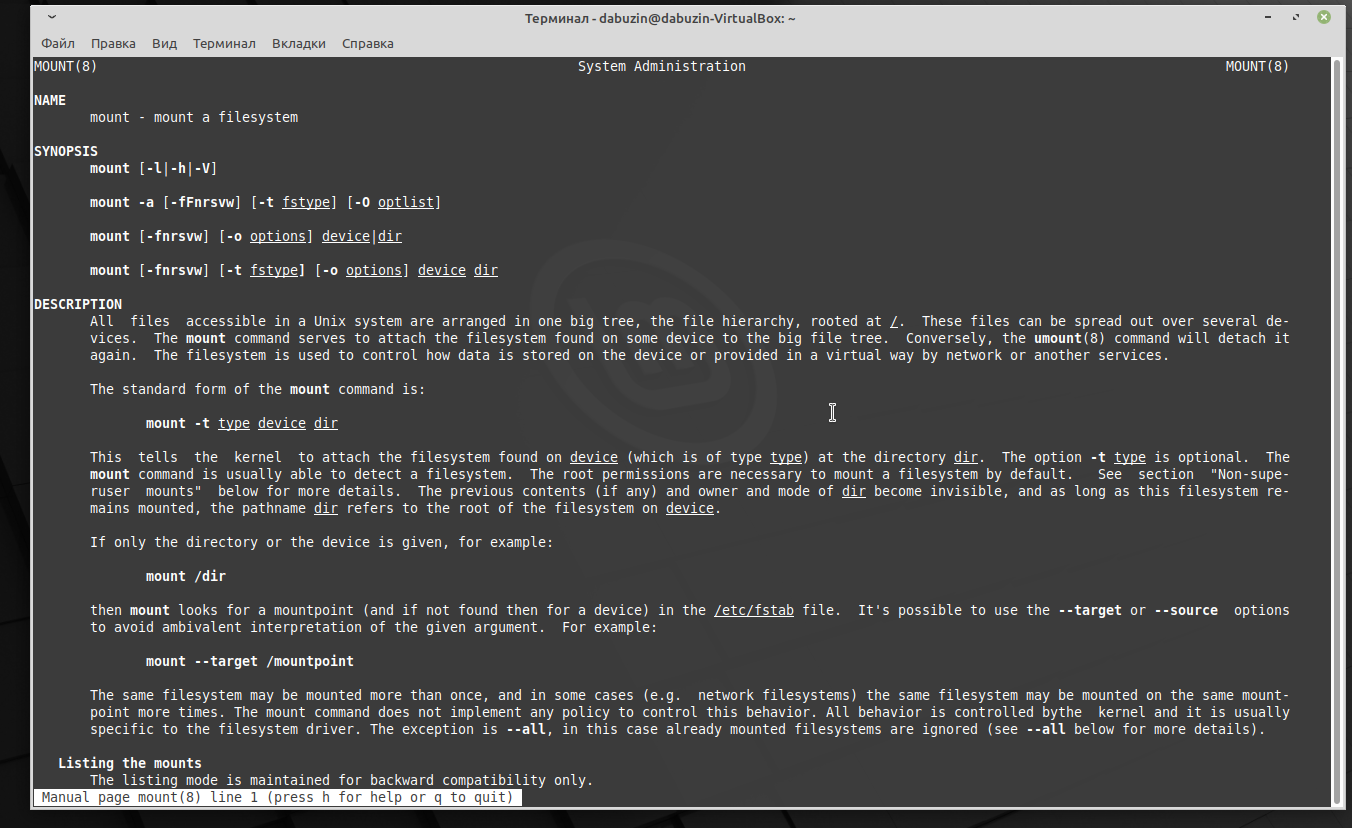 Терминал - dabuzin@dabuzin-VirtualBox: ~
Файл Правка Вид Терминал Вкладки Справка
MOUNT(8) System Administration MOUNT(8)
NAME
mount - mount a filesystem
SYNOPSIS
mount [-l|-h|-V]
mount -a [-fFnrsvw] [-t fstype] [-O optlist]
mount [-fnrsvw] [-o options] device|dir
mount [-fnrsvw] [-t fstype] [-o options] device dir
DESCRIPTION
All files accessible in a Unix system are arranged in one big tree, the file hierarchy, rooted at /. These files can be spread out over several de-
vices. The mount command serves to attach the filesystem found on some device to the big file tree. Conversely, the umount(8) command will detach it
again. The filesystem is used to control how data is stored on the device or provided in a virtual way by network or another services.
The standard form of the mount command is:
mount -t type device dir
This tells the kernel to attach the filesystem found on device (which is of type type) at the directory dir. The option -t type is optional. The
mount command is usually able to detect a filesystem. The root permissions are necessary to mount a filesystem by default. See section "Non-supe-
ruser mounts" below for more details. The previous contents (if any) and owner and mode of dir become invisible, and as long as this filesystem re-
mains mounted, the pathname dir refers to the root of the filesystem on device.
If only the directory or the device is given, for example:
mount /dir
then mount looks for a mountpoint (and if not found then for a device) in the /etc/fstab file. It's possible to use the --target or --source options
to avoid ambivalent interpretation of the given argument. For example:
mount --target /mountpoint
The same filesystem may be mounted more than once, and in some cases (e.g. network filesystems) the same filesystem may be mounted on the same mount-
point more times. The mount command does not implement any policy to control this behavior. All behavior is controlled bythe kernel and it is usually
specific to the filesystem driver. The exception is --all, in this case already mounted filesystems are ignored (see --all below for more details).
Listing the mounts
The listing mode is maintained for backward compatibility only.
Manual page mount(8) line 1 (press h for help or q to quit)